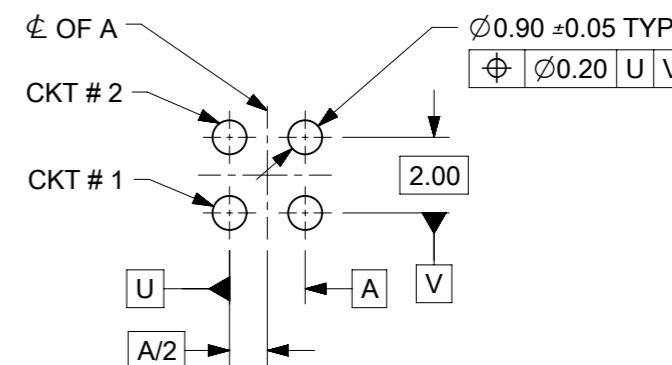 ℄ OF A
∅0.90 ±0.05 TYP
⌖ ∅0.20 U V
CKT # 2
CKT # 1
2.00
U
A
V
A/2